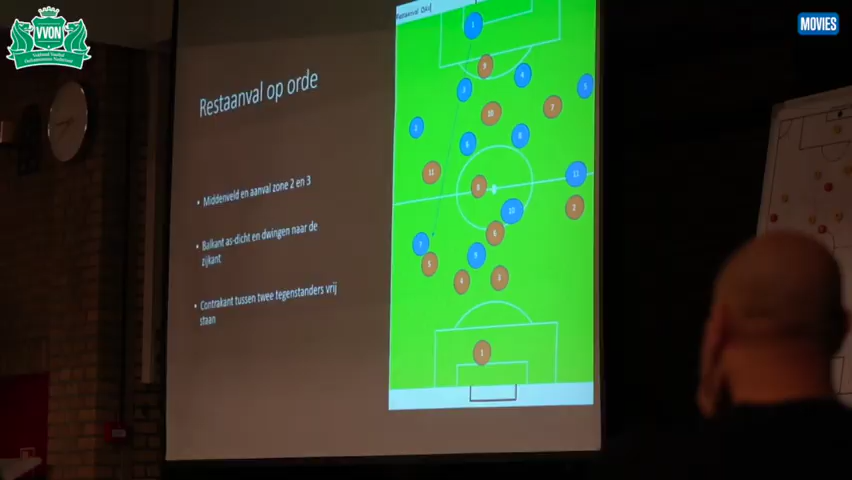 VVON
MOVIES
Restaanval op orde
• Middenveld en aanval zone 2 en 3
• Balkant as-dicht en dwingen naar de
zijkant
• Contrakant tussen twee tegenstanders vrij
staan
Restaanval
1
9
4
3
5
7
10
2
6
8
11
11
8
10
2
6
7
9
5
4
3
1